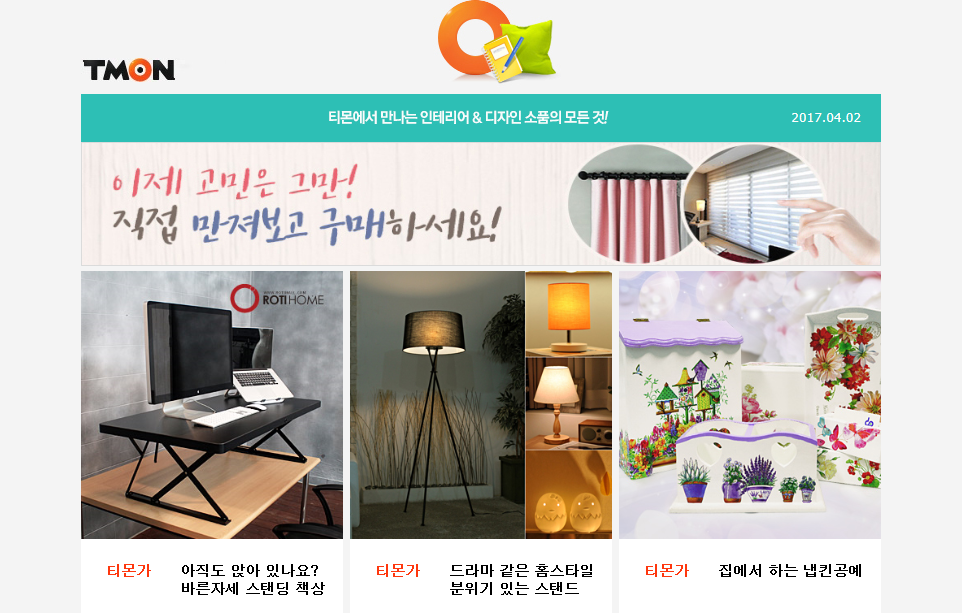 TMON
티몬에서 만나는 인테리어 & 디자인 소품의 모든 것!
2017.04.02
이제 고민은 그만!
직접 만져보고 구매하세요!
ROTIHOME
티몬가
아직도 앉아 있나요?
바른자세 스탠딩 책상
티몬가
드라마 같은 홈스타일
분위기 있는 스탠드
티몬가
집에서 하는 냅킨공예